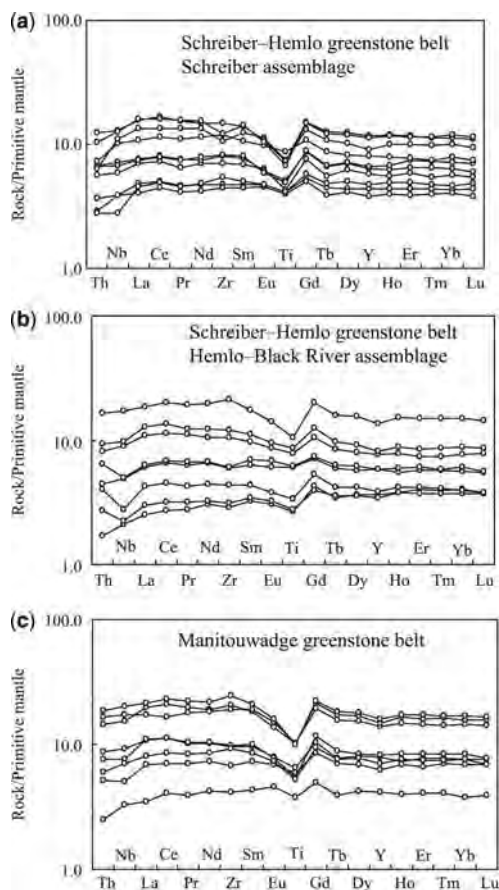 (a)
100.0
Schreiber–Hemlo greenstone belt
Schreiber assemblage
Rock/Primitive mantle
10.0
1.0
Nb Ce Nd Sm Ti Tb Y Er Yb
Th La Pr Zr Eu Gd Dy Ho Tm Lu
(b)
100.0
Schreiber–Hemlo greenstone belt
Hemlo–Black River assemblage
Rock/Primitive mantle
10.0
1.0
Nb Ce Nd Sm Ti Tb Y Er Yb
Th La Pr Zr Eu Gd Dy Ho Tm Lu
(c)
100.0
Manitouwadge greenstone belt
Rock/Primitive mantle
10.0
1.0
Nb Ce Nd Sm Ti Tb Y Er Yb
Th La Pr Zr Eu Gd Dy Ho Tm Lu